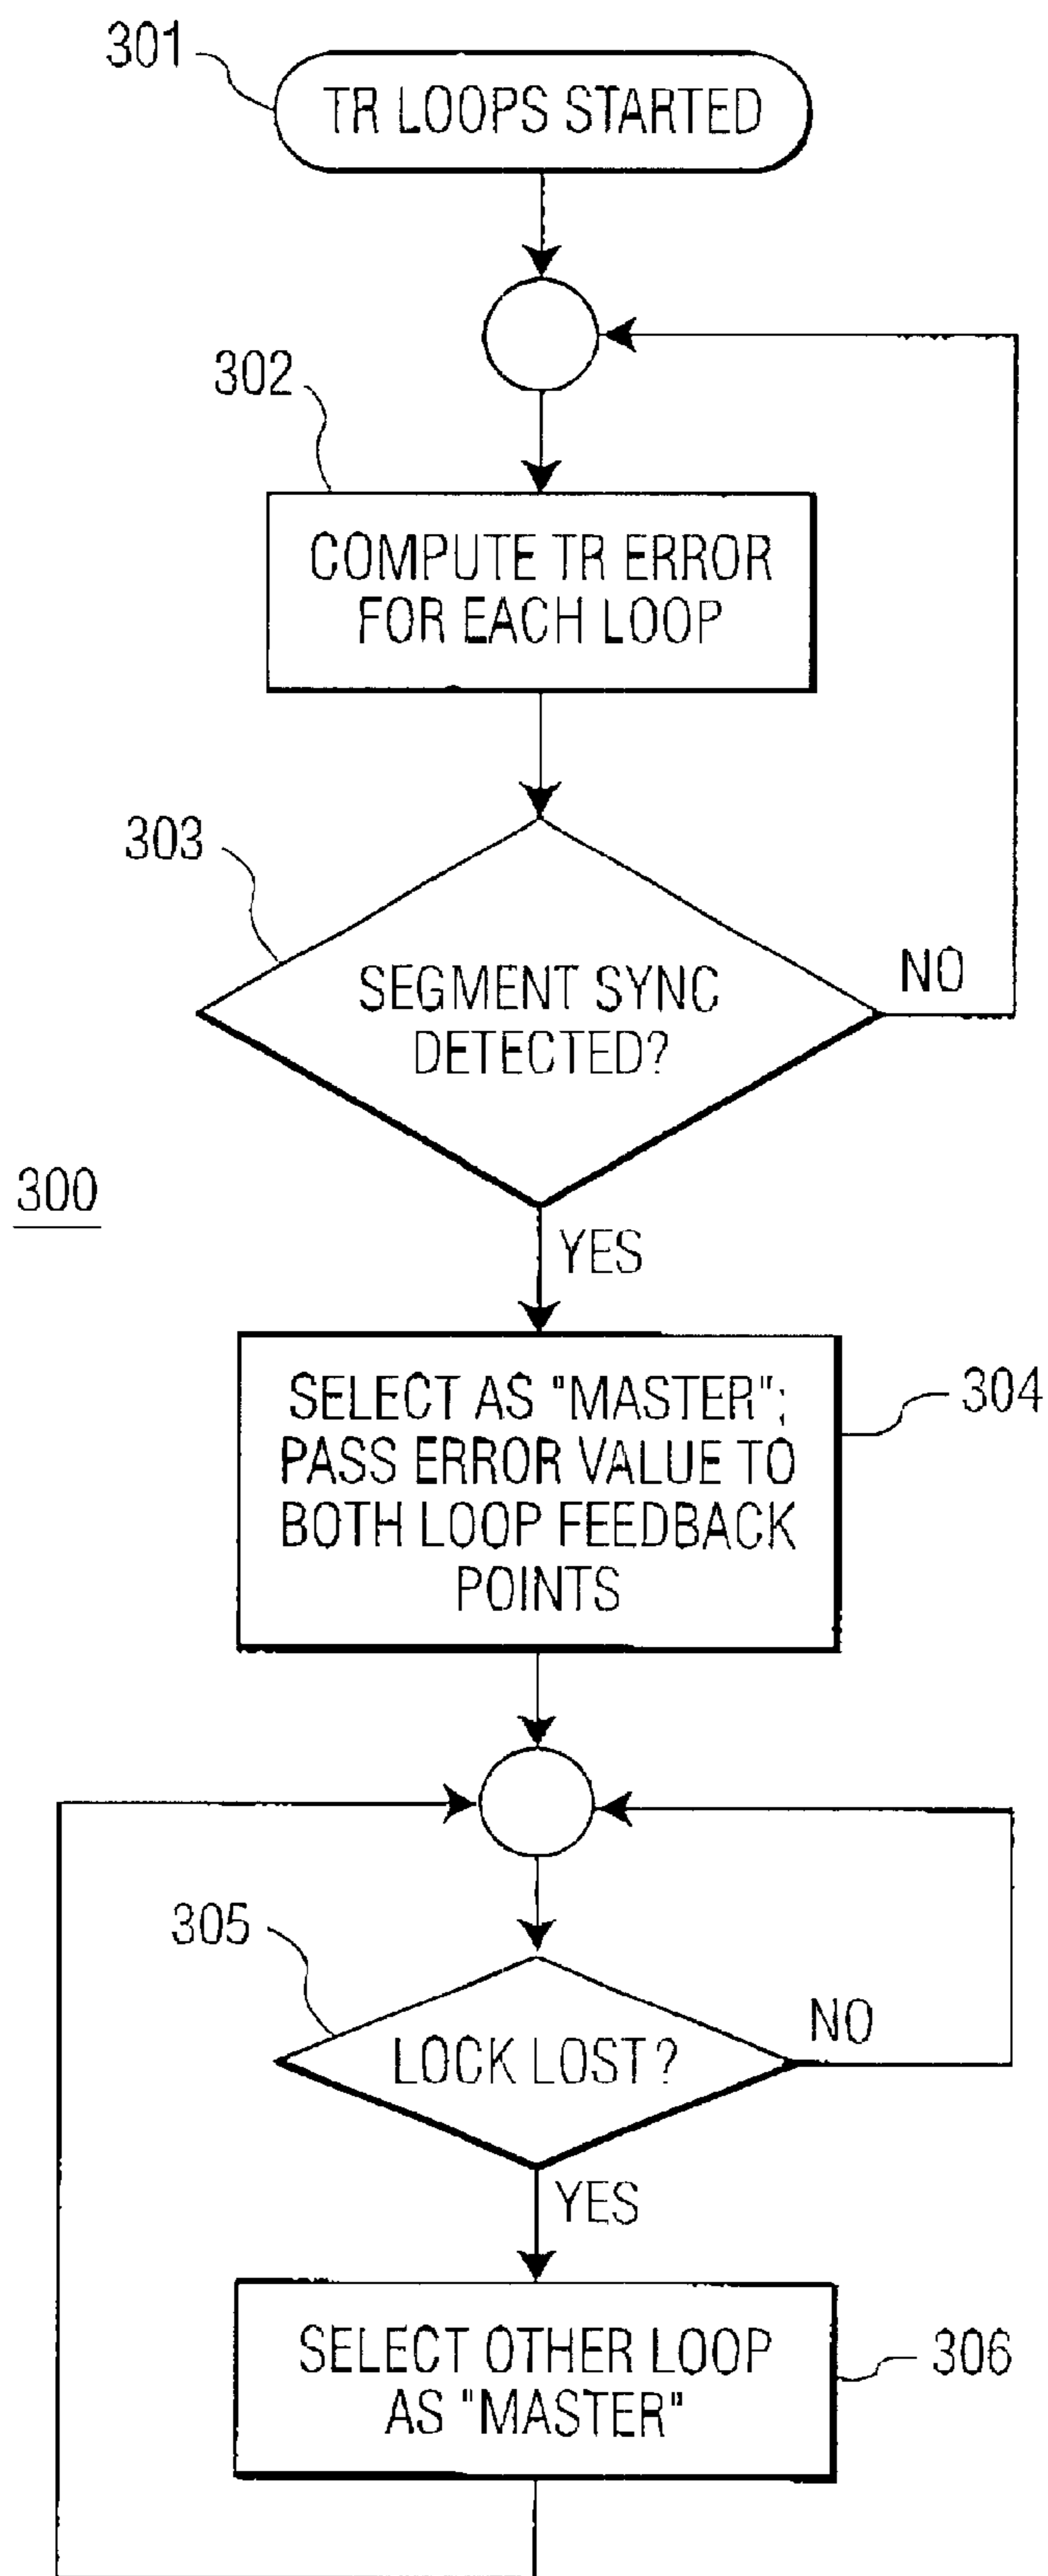 301
TR LOOPS STARTED
302
COMPUTE TR ERROR
FOR EACH LOOP
303
SEGMENT SYNC
DETECTED?
NO
300
YES
SELECT AS "MASTER";
PASS ERROR VALUE TO
BOTH LOOP FEEDBACK
POINTS
304
305
LOCK LOST?
NO
YES
SELECT OTHER LOOP
AS "MASTER"
306